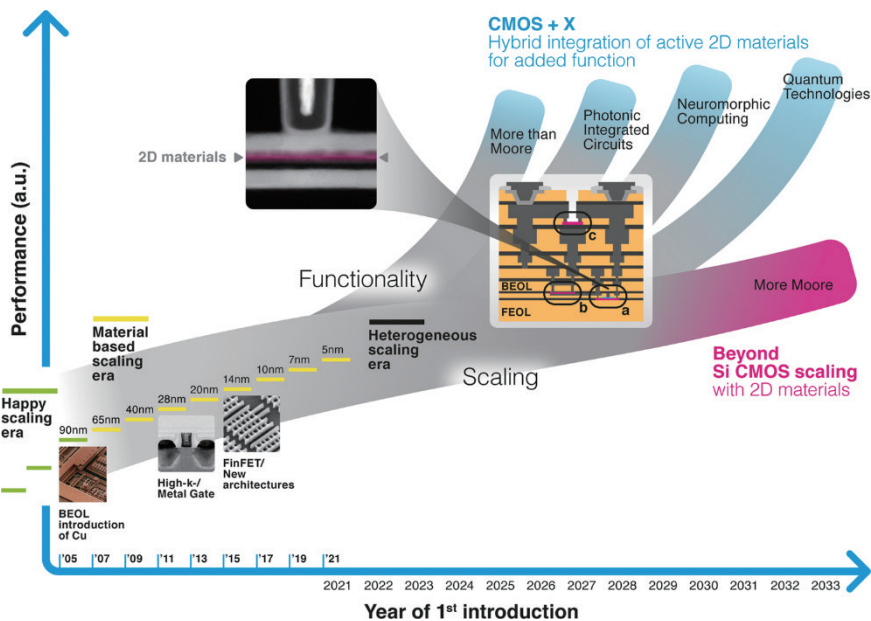 CMOS + X
Hybrid integration of active 2D materials
for added function
Quantum
Technologies
Neuromorphic
Computing
Photonic
Integrated
Circuits
More than
Moore
2D materials
Performance (a.u.)
Functionality
c
BEOL
FEOL
b
a
More Moore
Material
based
scaling
era
Heterogeneous
scaling
era
Scaling
Beyond
Si CMOS scaling
with 2D materials
Happy
scaling
era
90nm
65nm
40nm
28nm
20nm
14nm
10nm
7nm
5nm
BEOL
introduction
of Cu
High-k-/
Metal Gate
FinFET/
New
architectures
'05 '07 '09 '11 '13 '15 '17 '19 '21
2021 2022 2023 2024 2025 2026 2027 2028 2029 2030 2031 2032 2033
Year of 1st introduction